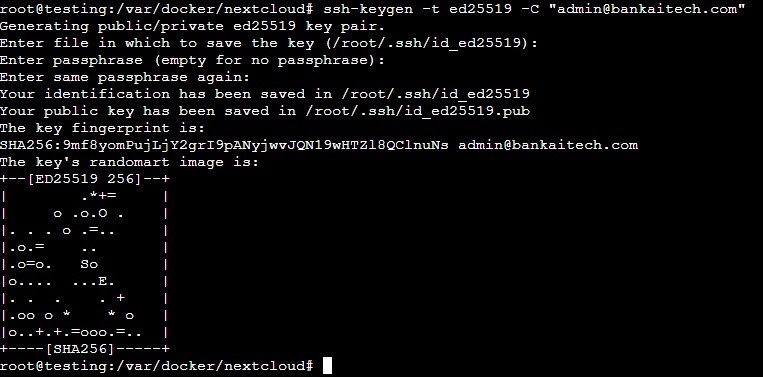 root@testing:/var/docker/nextcloud# ssh-keygen -t ed25519 -C "admin@bankaitech.com"
Generating public/private ed25519 key pair.
Enter file in which to save the key (/root/.ssh/id_ed25519):
Enter passphrase (empty for no passphrase):
Enter same passphrase again:
Your identification has been saved in /root/.ssh/id_ed25519
Your public key has been saved in /root/.ssh/id_ed25519.pub
The key fingerprint is:
SHA256:9mf8yomPujLjY2grI9pANyjwvJQN19wHTZl8QClnuNs admin@bankaitech.com
The key's randomart image is:
+--[ED25519 256]--+
|        .*+=     |
|     o .o.O .    |
|. . . o .=..     |
|.o.=    ..       |
|.o=o.   So       |
|o....  ...E.     |
|. .  .    . +    |
|.oo o *    * o   |
|o..+.+.=ooo.=..  |
+----[SHA256]-----+
root@testing:/var/docker/nextcloud#